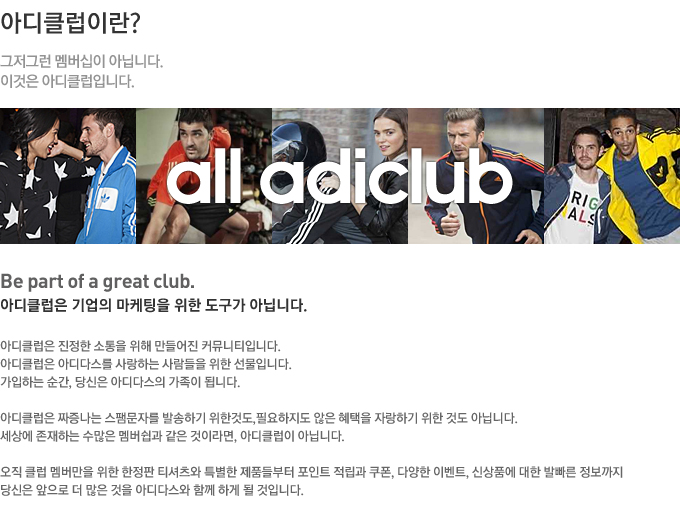 아디클럽이란?
그저그런 멤버십이 아닙니다.
이것은 아디클럽입니다.
all adiclub
RIG
NALS
Be part of a great club.
아디클럽은 기업의 마케팅을 위한 도구가 아닙니다.
아디클럽은 진정한 소통을 위해 만들어진 커뮤니티입니다.
아디클럽은 아디다스를 사랑하는 사람들을 위한 선물입니다.
가입하는 순간, 당신은 아디다스의 가족이 됩니다.
아디클럽은 짜증나는 스팸문자를 발송하기 위한것도,필요하지도 않은 혜택을 자랑하기 위한 것도 아닙니다.
세상에 존재하는 수많은 멤버쉽과 같은 것이라면, 아디클럽이 아닙니다.
오직 클럽 멤버만을 위한 한정판 티셔츠와 특별한 제품들부터 포인트 적립과 쿠폰, 다양한 이벤트, 신상품에 대한 발빠른 정보까지
당신은 앞으로 더 많은 것을 아디다스와 함께 하게 될 것입니다.